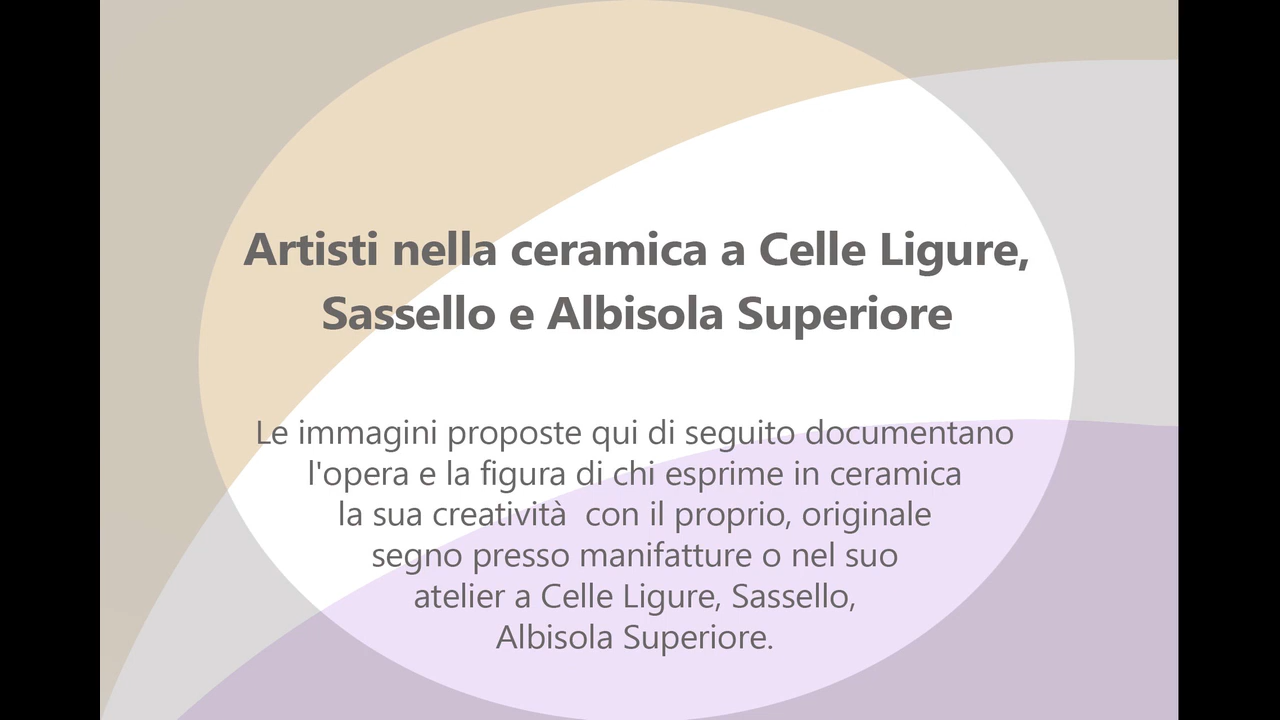 Artisti nella ceramica a Celle Ligure,
Sassello e Albisola Superiore
Le immagini proposte qui di seguito documentano
l'opera e la figura di chi esprime in ceramica
la sua creatività  con il proprio, originale
segno presso manifatture o nel suo
atelier a Celle Ligure, Sassello,
Albisola Superiore.